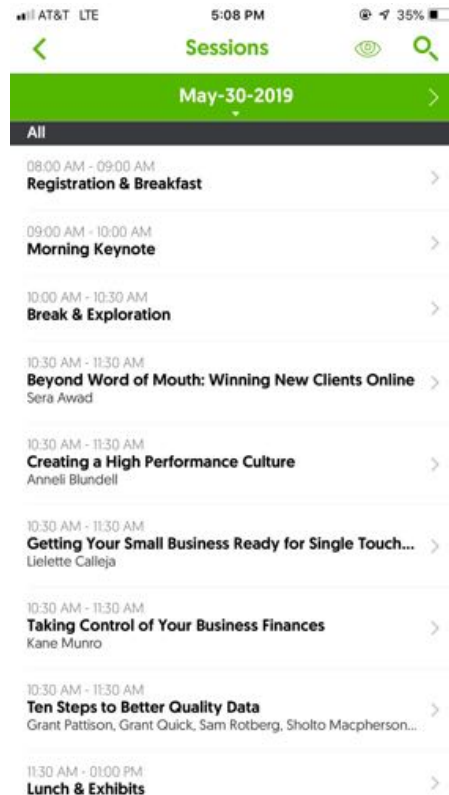 AT&T LTE 5:08 PM 35%
Sessions
May-30-2019
All
08:00 AM - 09:00 AM
Registration & Breakfast
09:00 AM - 10:00 AM
Morning Keynote
10:00 AM - 10:30 AM
Break & Exploration
10:30 AM - 11:30 AM
Beyond Word of Mouth: Winning New Clients Online
Sera Awad
10:30 AM - 11:30 AM
Creating a High Performance Culture
Anneli Blundell
10:30 AM - 11:30 AM
Getting Your Small Business Ready for Single Touch...
Lielette Calleja
10:30 AM - 11:30 AM
Taking Control of Your Business Finances
Kane Munro
10:30 AM - 11:30 AM
Ten Steps to Better Quality Data
Grant Pattison, Grant Quick, Sam Rotberg, Sholto Macpherson...
11:30 AM - 01:00 PM
Lunch & Exhibits